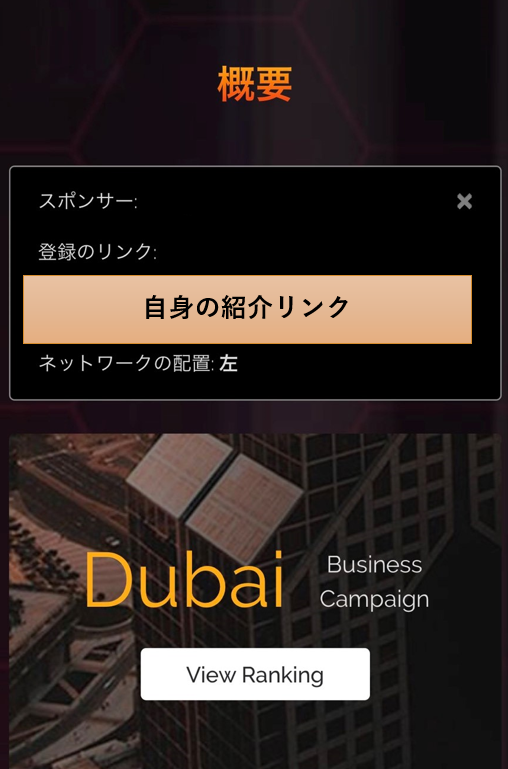 概要
スポンサー:
登録のリンク:
自身の紹介リンク
ネットワークの配置: 左
Dubai
Business
Campaign
View Ranking